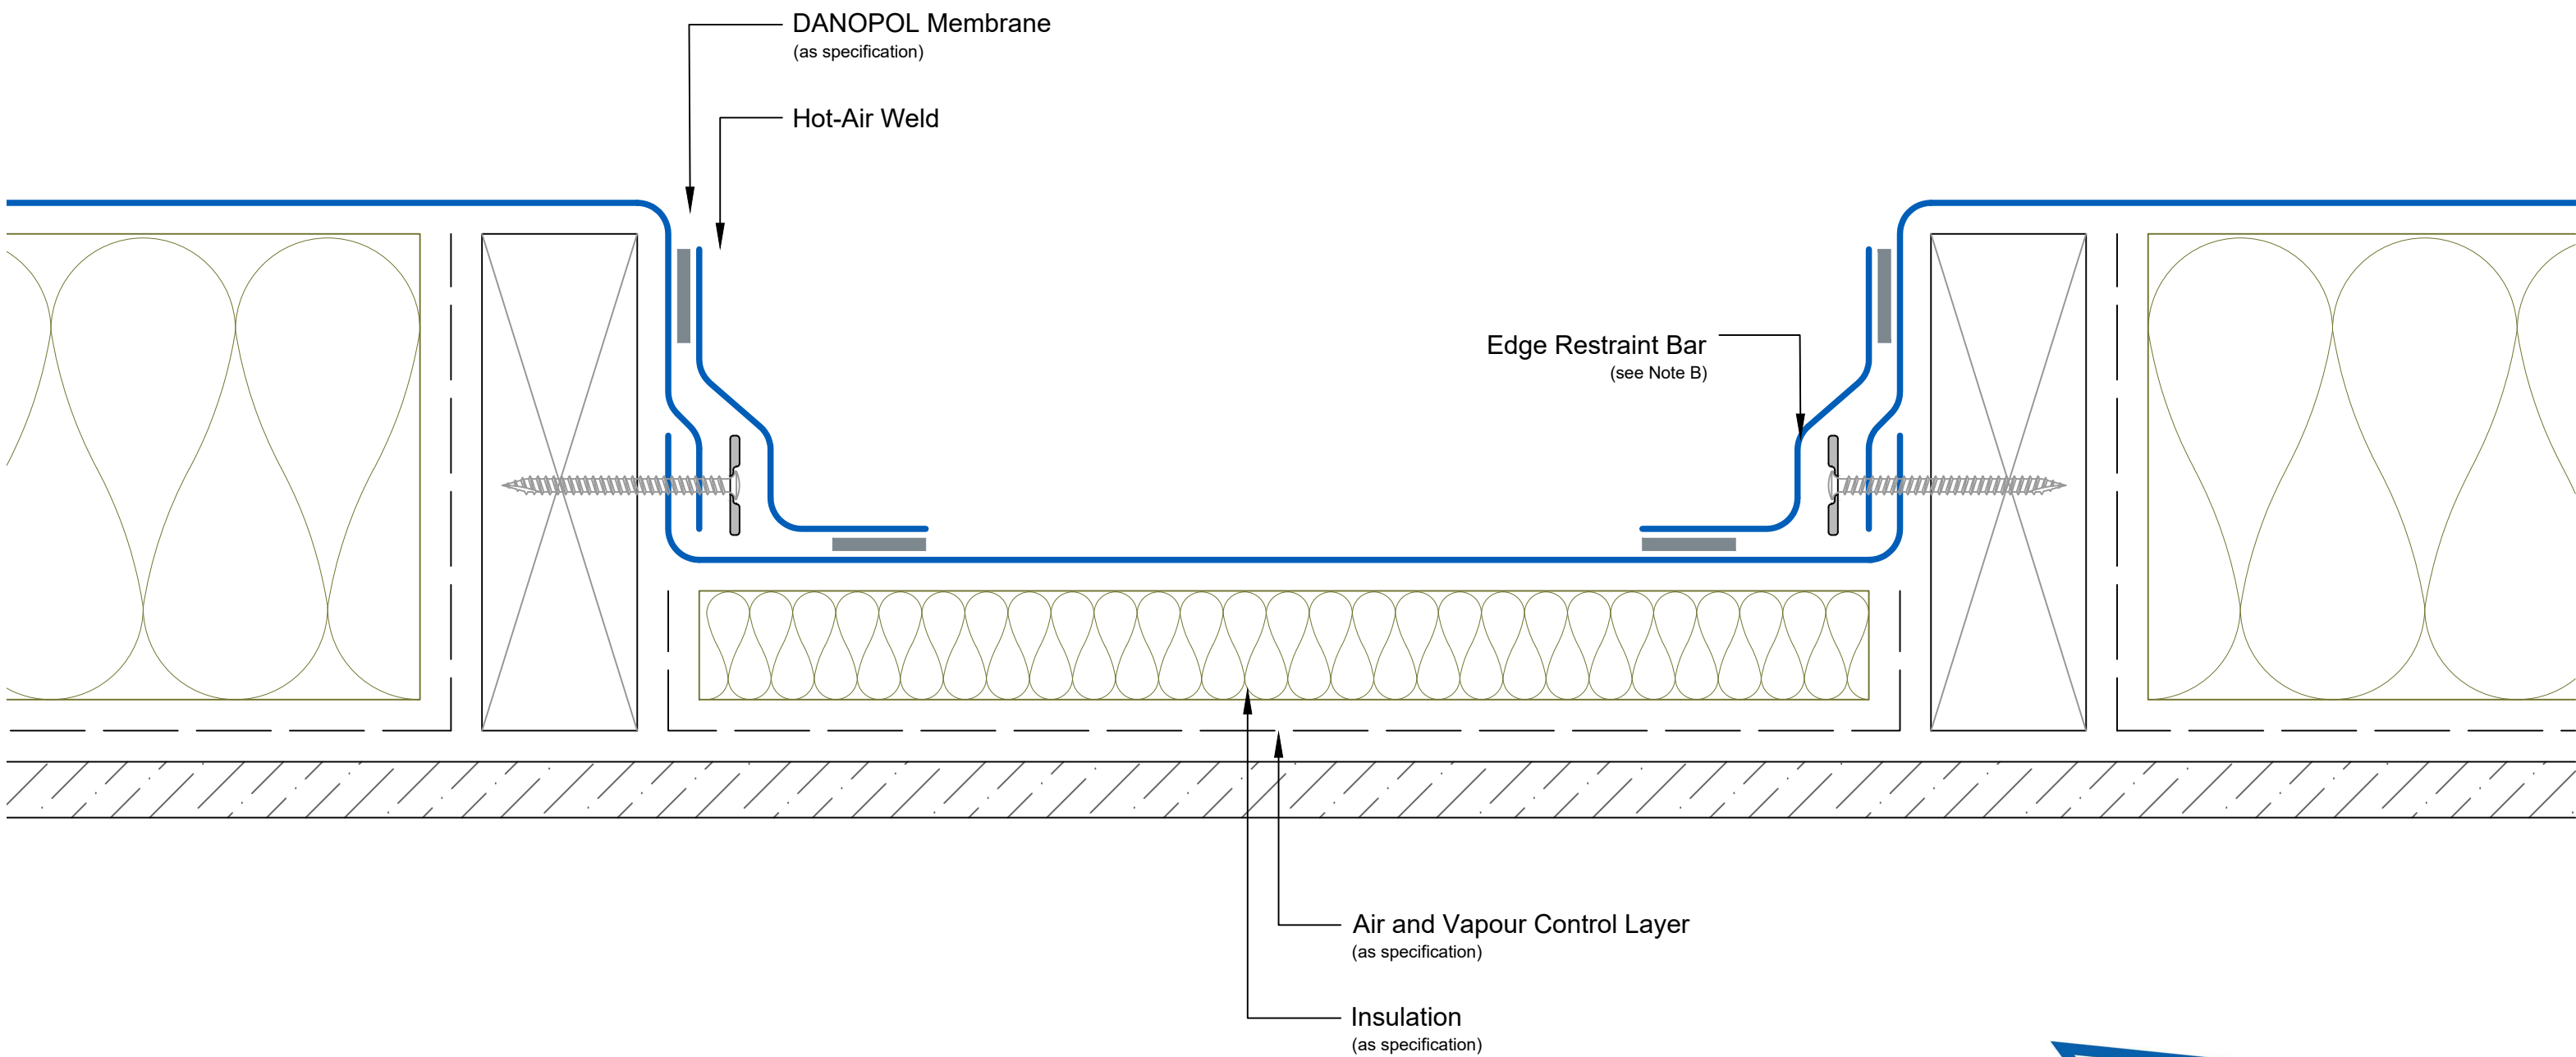 DANOPOL Membrane
(as specification)
Hot-Air Weld
Edge Restraint Bar
(see Note B)
Air and Vapour Control Layer
(as specification)
Insulation
(as specification)